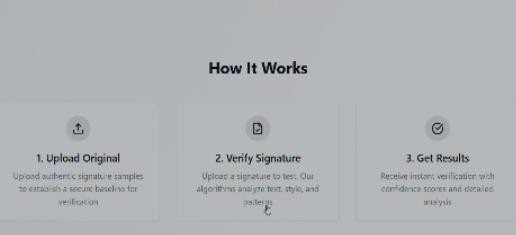 How It Works
1. Upload Original
Upload authentic signature samples
to establish a secure baseline for
verification
2. Verify Signature
Upload a signature to test. Our
algorithms analyze text, style, and
patterns
3. Get Results
Receive instant verification with
confidence scores and detailed
analysis